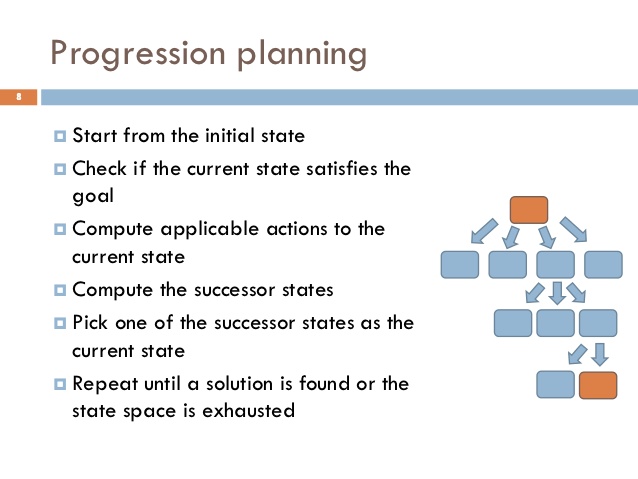 Progression planning
8
Start from the initial state
Check if the current state satisfies the
goal
Compute applicable actions to the
current state
Compute the successor states
Pick one of the successor states as the
current state
Repeat until a solution is found or the
state space is exhausted